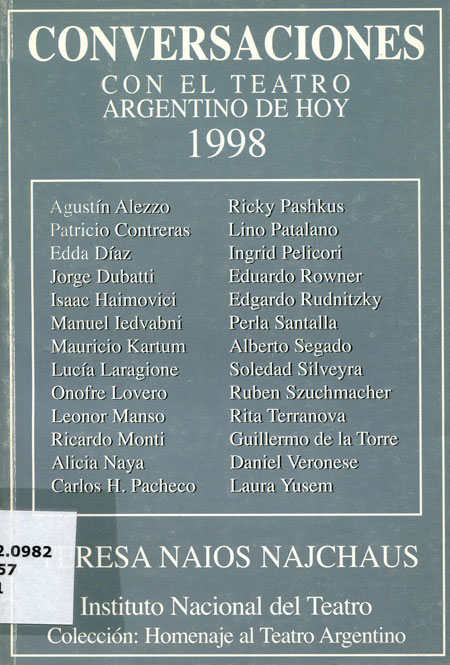 CONVERSACIONES
CON EL TEATRO
ARGENTINO DE HOY
1998
Agustín Alezzo
Patricio Contreras
Edda Díaz
Jorge Dubatti
Isaac Haimovici
Manuel Iedvabni
Mauricio Kartum
Lucía Laragione
Onofre Lovero
Leonor Manso
Ricardo Monti
Alicia Naya
Carlos H. Pacheco
Ricky Pashkus
Lino Patalano
Ingrid Pelicori
Eduardo Rowner
Edgardo Rudnitzky
Perla Santalla
Alberto Segado
Soledad Silveyra
Ruben Szuchmacher
Rita Terranova
Guillermo de la Torre
Daniel Veronese
Laura Yusem
2.0982
57
1
ERESA NAIOS NAJCHAUS
Instituto Nacional del Teatro
Colección: Homenaje al Teatro Argentino